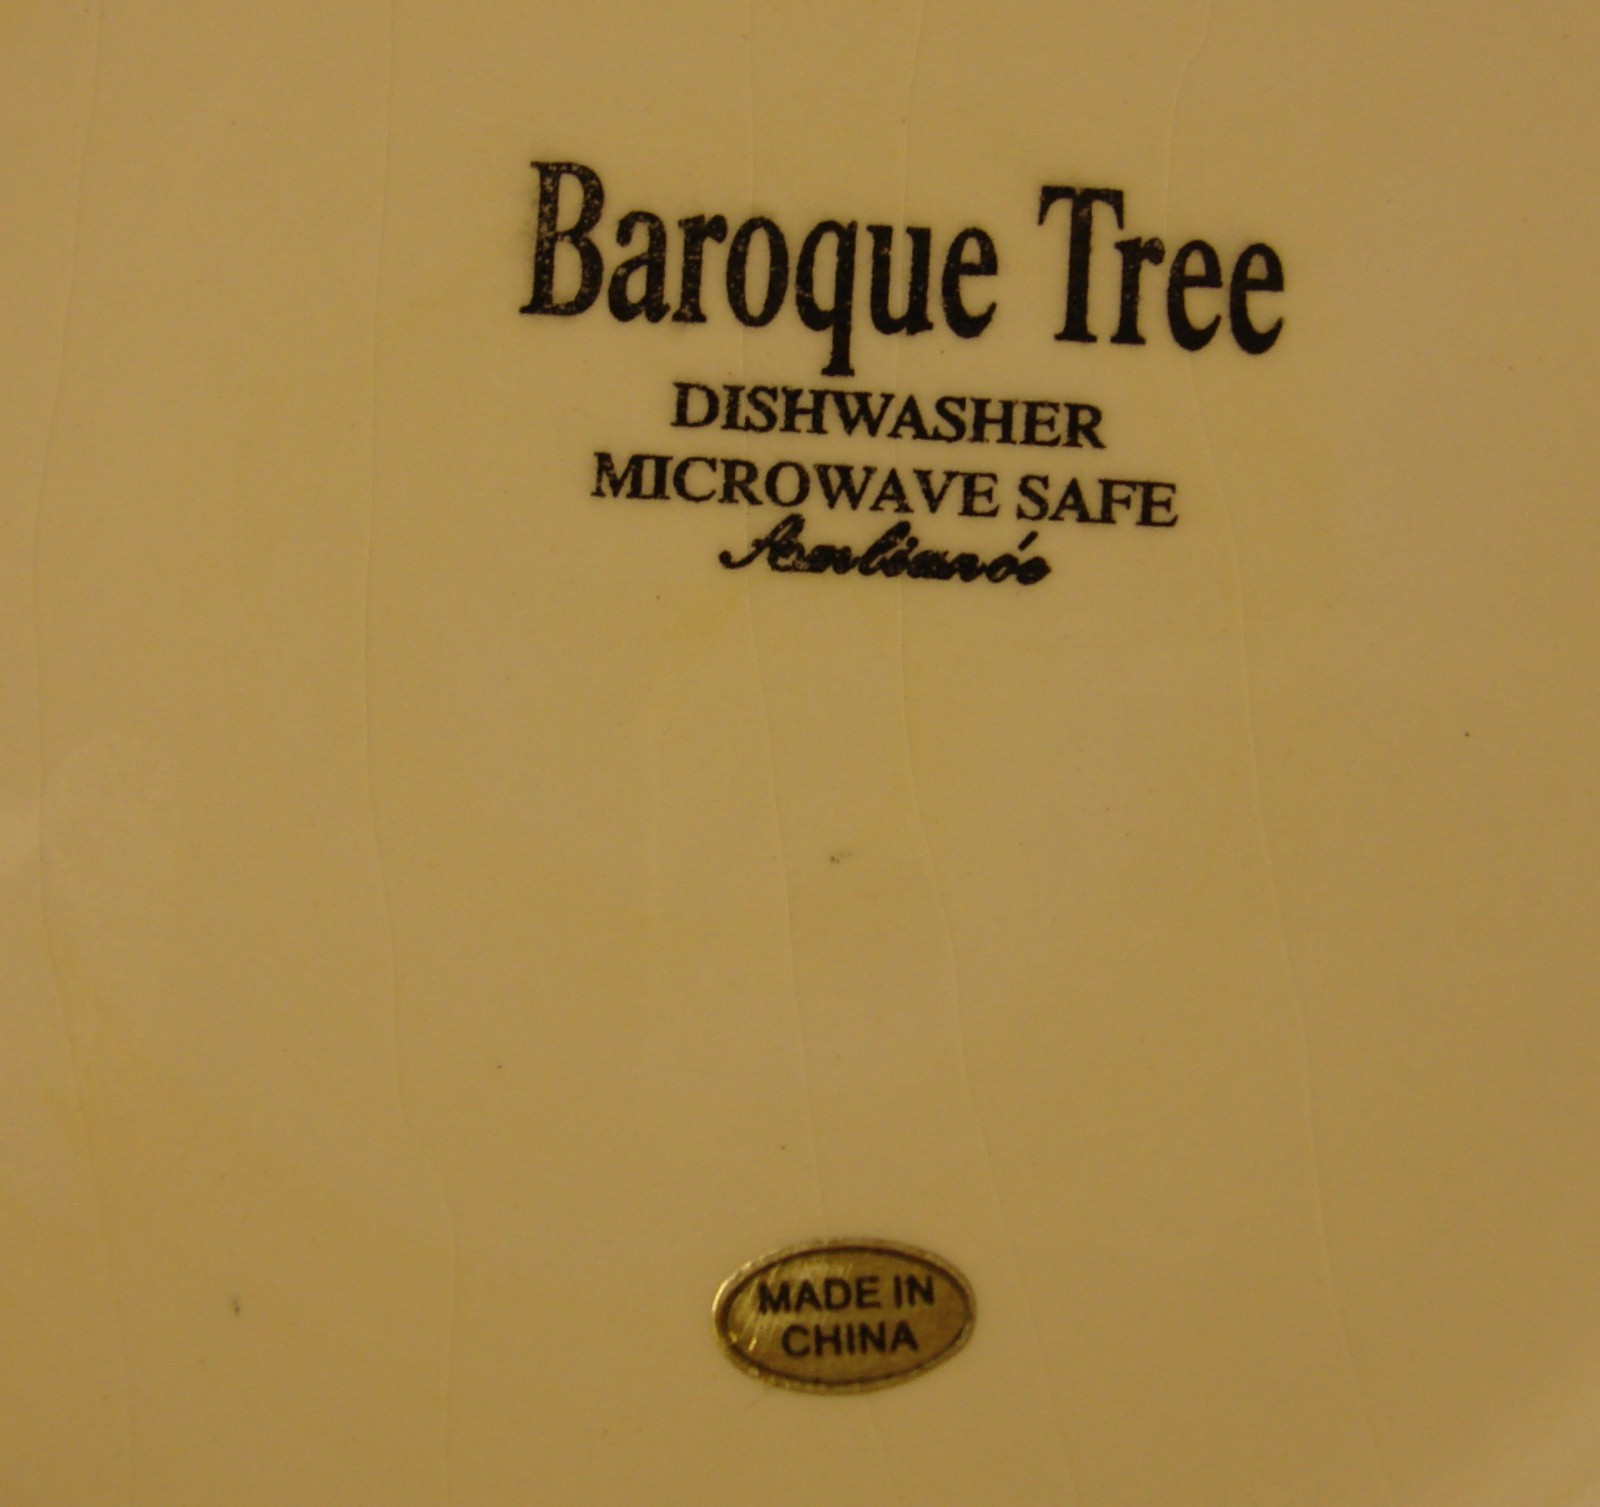 Baroque Tree
DISHWASHER
MICROWAVE SAFE
MADE IN
CHINA